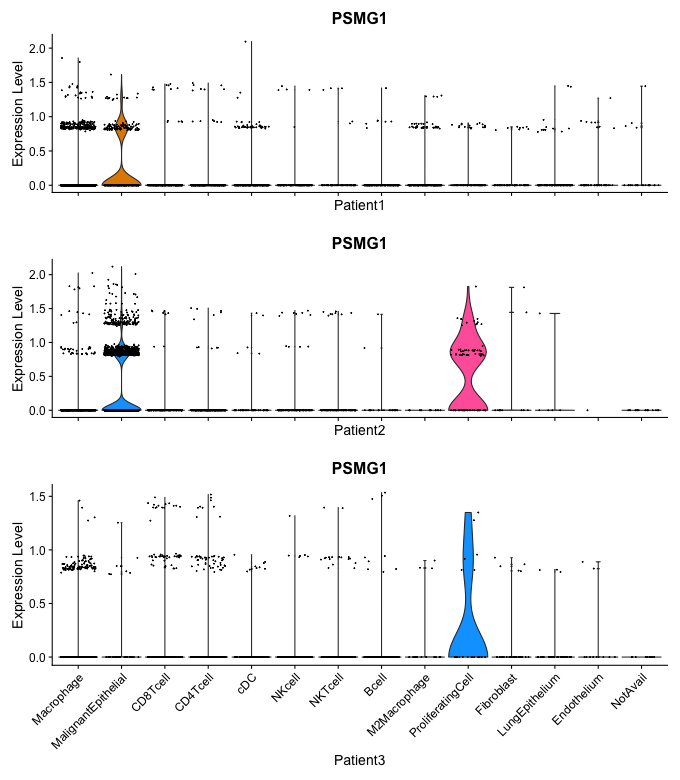 PSMG1
Expression Level
2.0
1.5
1.0
0.5
0.0
Patient1
PSMG1
Expression Level
2.0
1.5
1.0
0.5
0.0
Patient2
PSMG1
Expression Level
1.5
1.0
0.5
0.0
Macrophage
MalignantEpithelial
CD8Tcell
CD4Tcell
cDC
NKcell
NKTcell
Bcell
M2Macrophage
ProliferatingCell
Fibroblast
LungEpithelium
Endothelium
NotAvail
Patient3